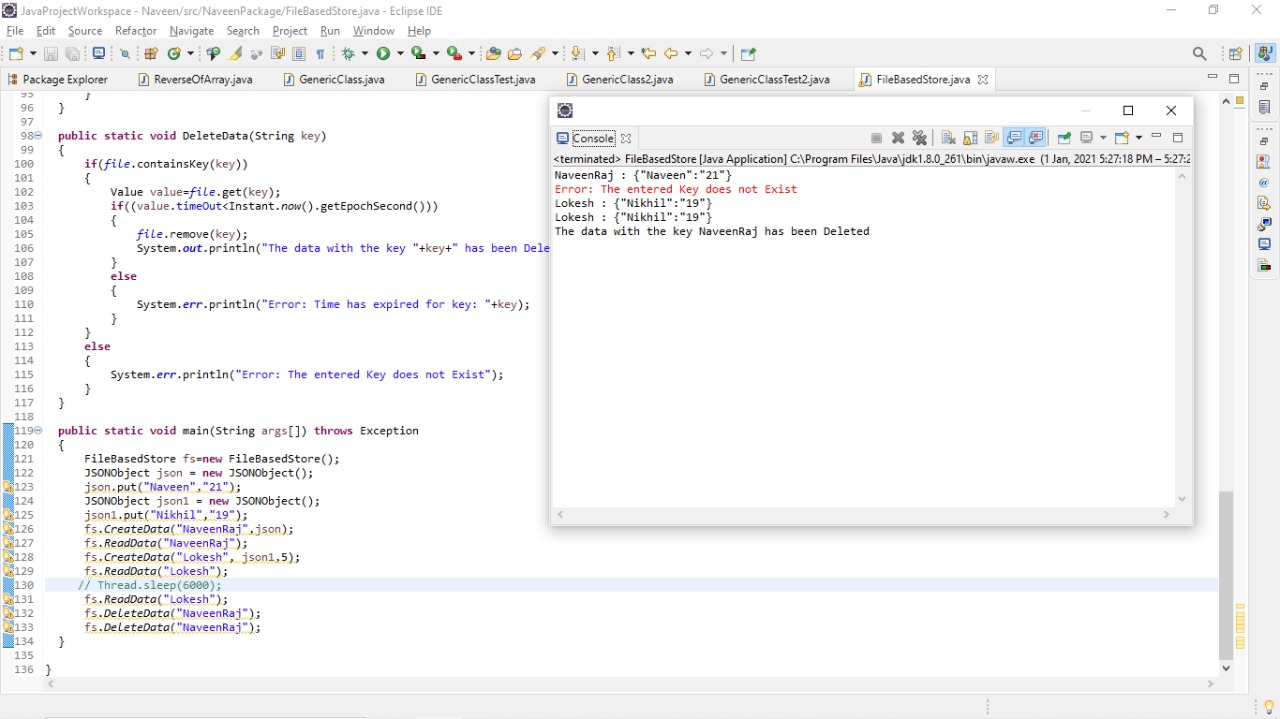 JavaProjectWorkspace - Naveen/src/NaveenPackage/FileBasedStore.java - Eclipse IDE
File Edit Source Refactor Navigate Search Project Run Window Help
Package Explorer ReverseOfArray.java GenericClass.java GenericClassTest.java GenericClass2.java GenericClassTest2.java FileBasedStore.java
95 }
96 }
97
98 public static void DeleteData(String key)
99 {
100 if(file.containsKey(key))
101 {
102 Value value=file.get(key);
103 if((value.timeOut<Instant.now().getEpochSecond()))
104 {
105 file.remove(key);
106 System.out.println("The data with the key "+key+" has been Dele
107 }
108 else
109 {
110 System.err.println("Error: Time has expired for key: "+key);
111 }
112 }
113 else
114 {
115 System.err.println("Error: The entered Key does not Exist");
116 }
117 }
118
119 public static void main(String args[]) throws Exception
120 {
121 FileBasedStore fs=new FileBasedStore();
122 JSONObject json = new JSONObject();
123 json.put("Naveen","21");
124 JSONObject json1 = new JSONObject();
125 json1.put("Nikhil","19");
126 fs.CreateData("NaveenRaj",json);
127 fs.ReadData("NaveenRaj");
128 fs.CreateData("Lokesh", json1,5);
129 fs.ReadData("Lokesh");
130 // Thread.sleep(6000);
131 fs.ReadData("Lokesh");
132 fs.DeleteData("NaveenRaj");
133 fs.DeleteData("NaveenRaj");
134 }
135
136 }
Console
<terminated> FileBasedStore [Java Application] C:\Program Files\Java\jdk1.8.0_261\bin\javaw.exe (1 Jan, 2021 5:27:18 PM – 5:27:2
NaveenRaj : {"Naveen":"21"}
Error: The entered Key does not Exist
Lokesh : {"Nikhil":"19"}
Lokesh : {"Nikhil":"19"}
The data with the key NaveenRaj has been Deleted